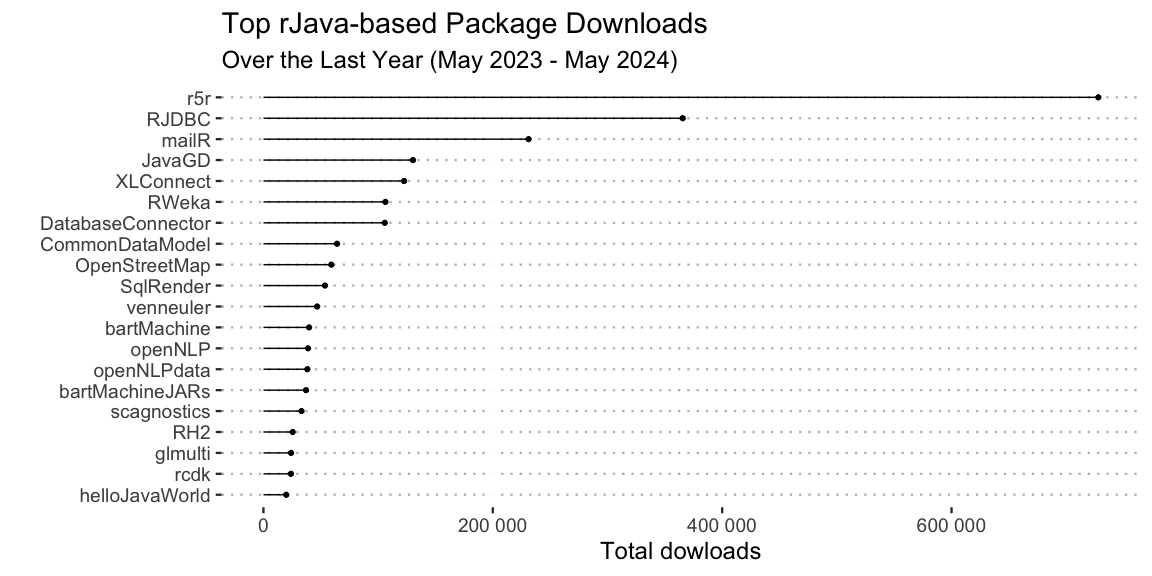 Top rJava-based Package Downloads
Over the Last Year (May 2023 - May 2024)
r5r
RJDBC
mailR
JavaGD
XLConnect
RWeka
DatabaseConnector
CommonDataModel
OpenStreetMap
SqlRender
venneuler
bartMachine
openNLP
openNLPdata
bartMachineJARs
scagnostics
RH2
glmulti
rcdk
helloJavaWorld
0 200 000 400 000 600 000
Total dowloads